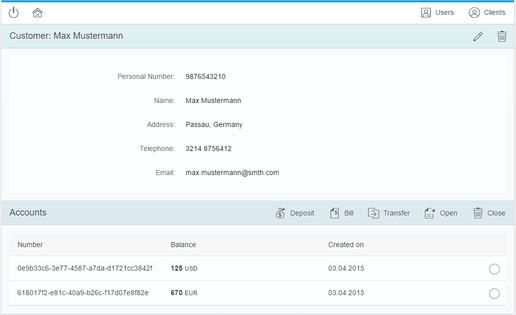 Users Clients
Customer: Max Mustermann
Personal Number: 9876543210
Name: Max Mustermann
Address: Passau, Germany
Telephone: 3214 8756412
Email: max.mustermann@smth.com
Accounts Deposit Bill Transfer Open Close
Number Balance Created on
0e9b33c6-3e77-4587-a7da-d1721cc3842f 125 USD 03.04.2015
618017f2-e81c-40a9-b26c-f17d07e8f82e 670 EUR 03.04.2015